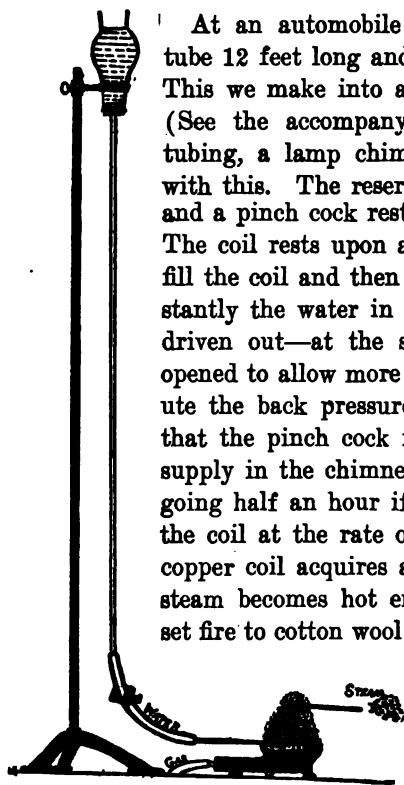 At an automobile
tube 12 feet long and
This we make into a
(See the accompany
tubing, a lamp chim
with this. The reser
and a pinch cock rest
The coil rests upon a
fill the coil and then
stantly the water in
driven out—at the s
opened to allow more
ute the back pressure
that the pinch cock
supply in the chimne
going half an hour if
the coil at the rate o
copper coil acquires a
steam becomes hot en
set fire to cotton wool
STEAM
WATER
GAS